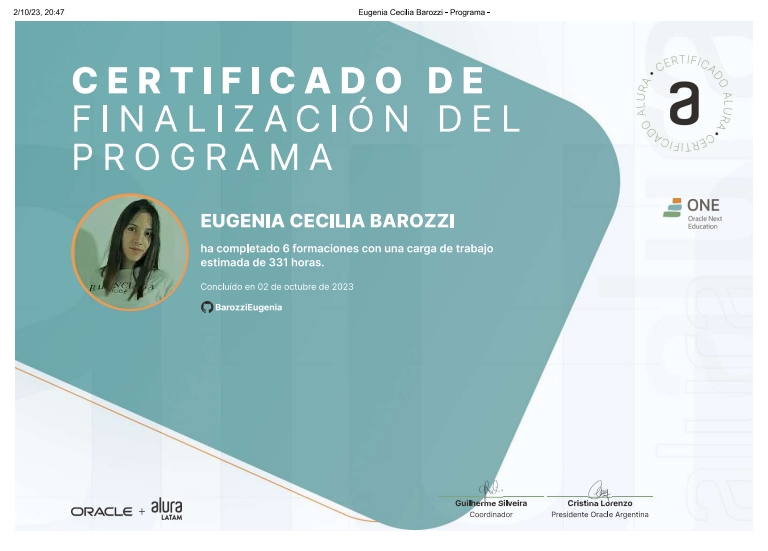 2/10/23, 20:47
Eugenia Cecilia Barozzi - Programa -
CERTIFICADO DE
FINALIZACIÓN DEL
PROGRAMA
ALURA • CERTIFICADO ALURA • CERTIFICADO
a
ONE
Oracle Next
Education
EUGENIA CECILIA BAROZZI
ha completado 6 formaciones con una carga de trabajo
estimada de 331 horas.
Concluído en 02 de octubre de 2023
BarozziEugenia
ORACLE + alura
LATAM
Guilherme Silveira
Coordinador
Cristina Lorenzo
Presidente Oracle Argentina